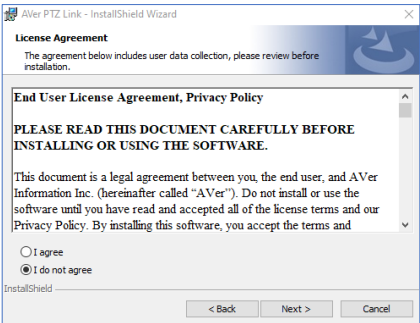 AVer PTZ Link - InstallShield Wizard
License Agreement
The agreement below includes user data collection, please review before
installation.
End User License Agreement, Privacy Policy
PLEASE READ THIS DOCUMENT CAREFULLY BEFORE
INSTALLING OR USING THE SOFTWARE.
This document is a legal agreement between you, the end user, and AVer
Information Inc. (hereinafter called “AVer”). Do not install or use the
software until you have read and accepted all of the license terms and our
Privacy Policy. By installing this software, you accept the terms and
I agree
I do not agree
InstallShield
< Back
Next >
Cancel